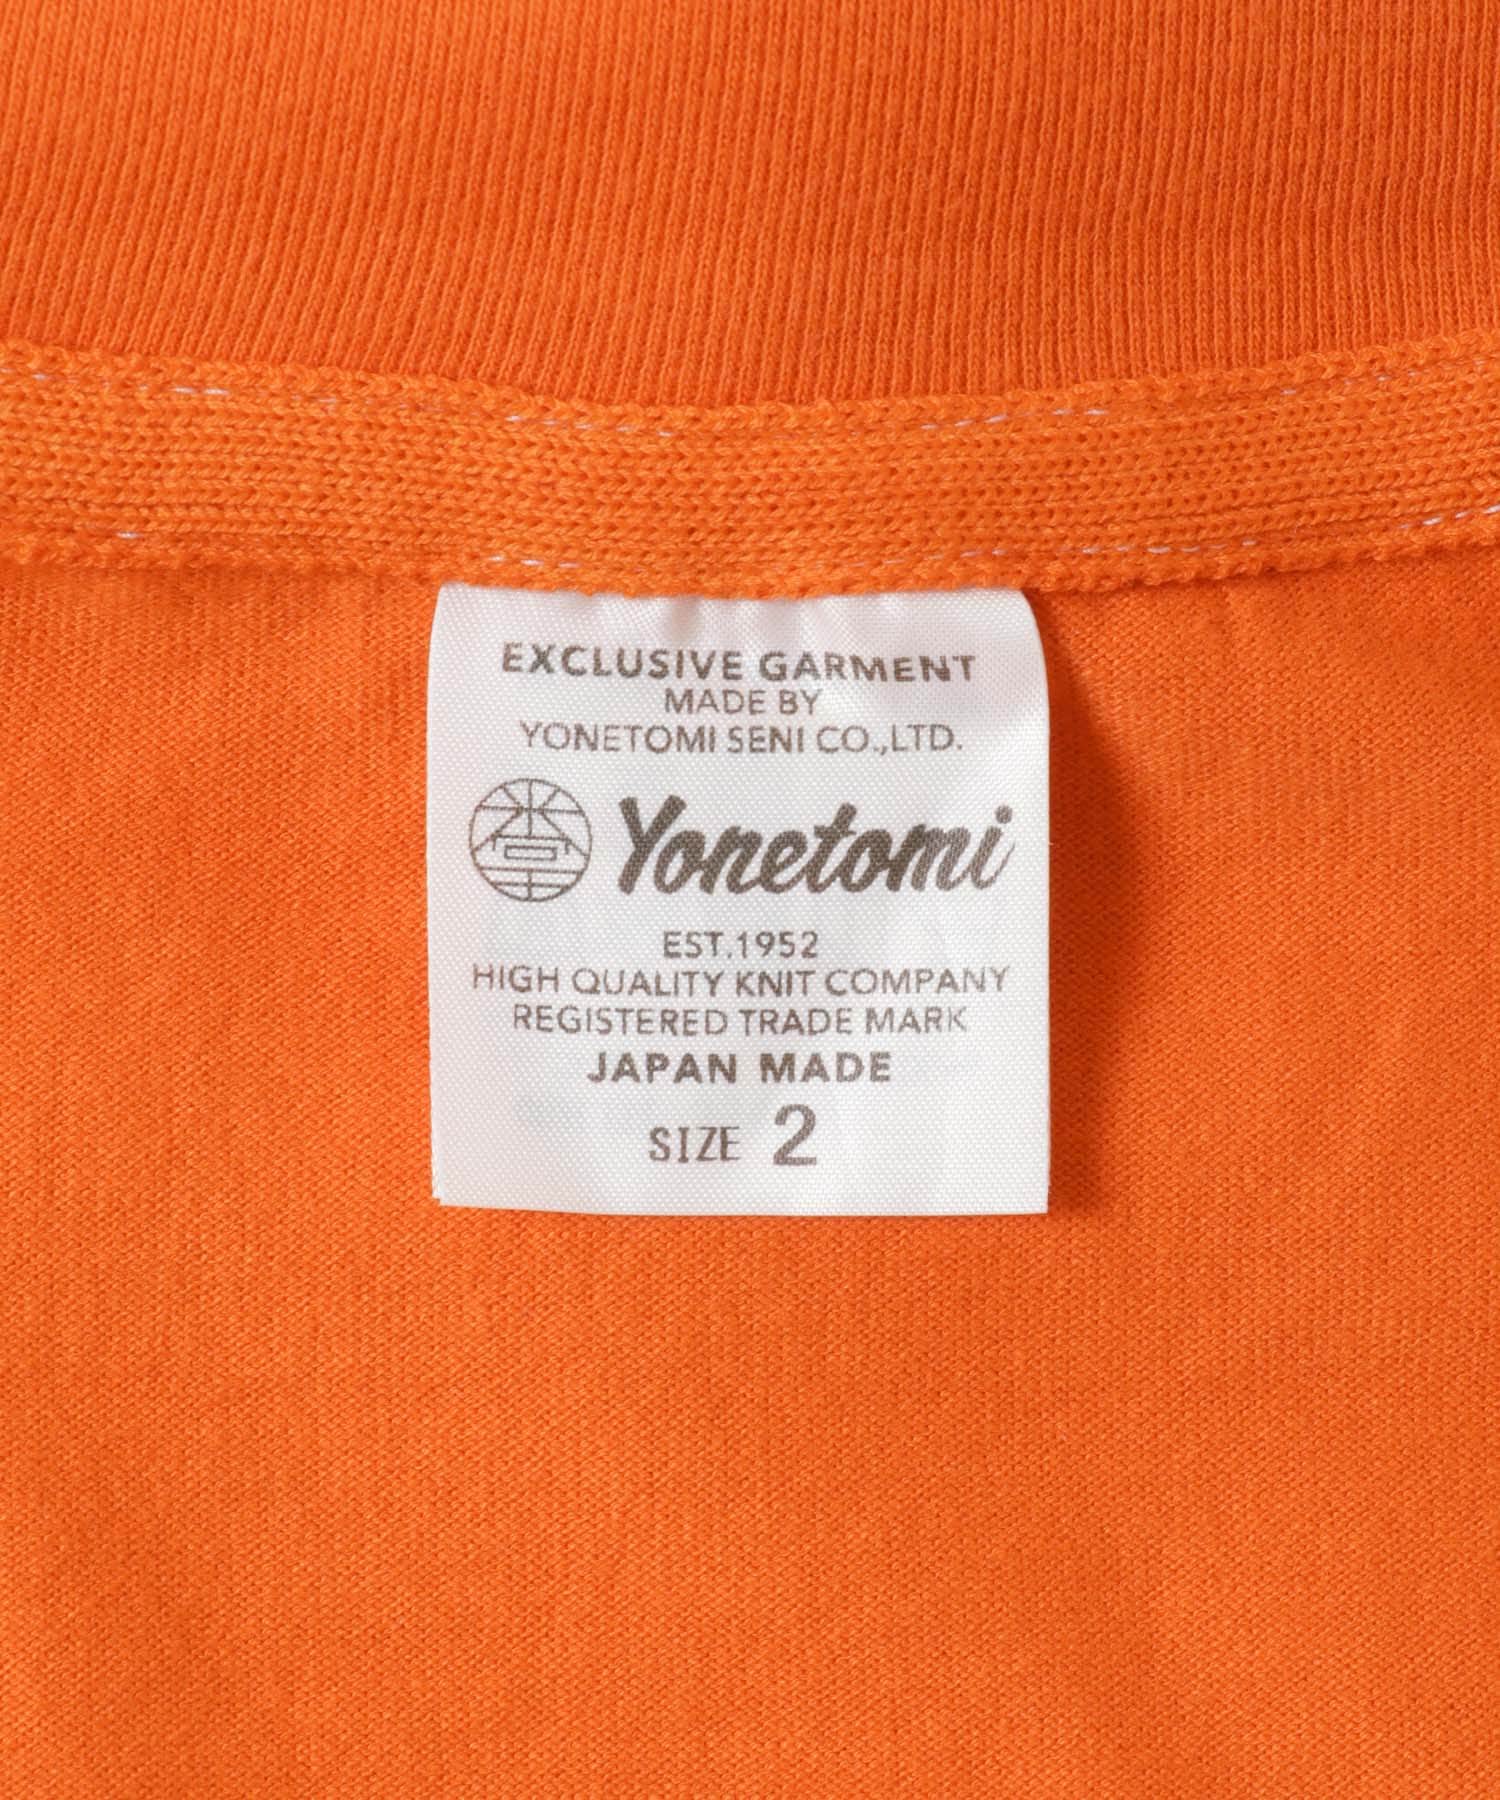 EXCLUSIVE GARMENT
MADE BY
YONETOMI SENI CO.,LTD.
Yonetomi
EST.1952
HIGH QUALITY KNIT COMPANY
REGISTERED TRADE MARK
JAPAN MADE
SIZE 2